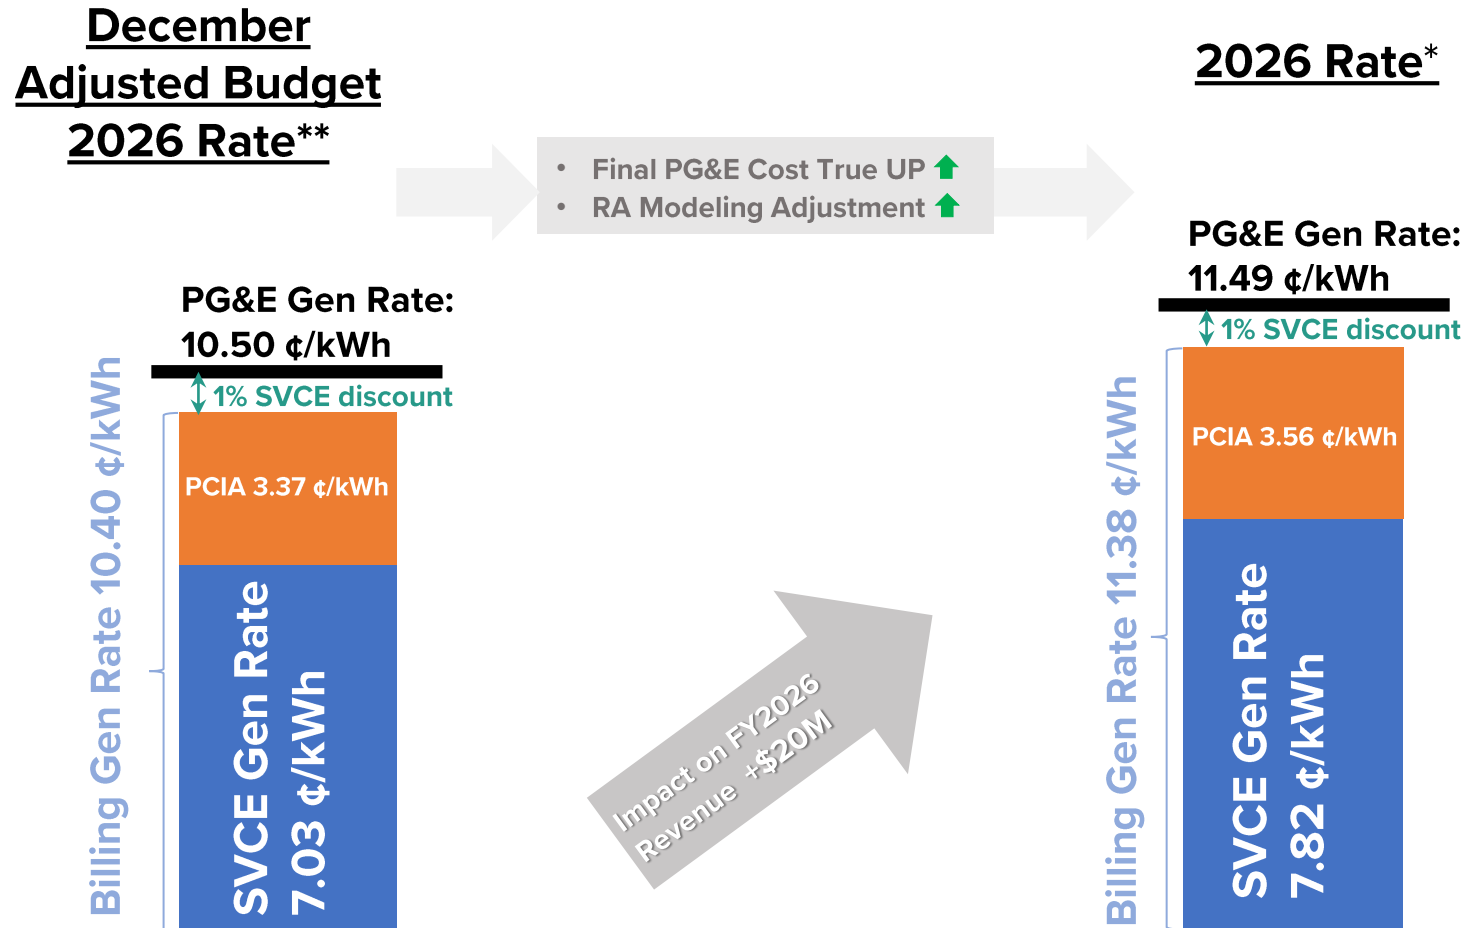 December
Adjusted Budget
2026 Rate**
2026 Rate*
• Final PG&E Cost True UP
• RA Modeling Adjustment
PG&E Gen Rate:
10.50 ¢/kWh
1% SVCE discount
PCIA 3.37 ¢/kWh
SVCE Gen Rate
7.03 ¢/kWh
Billing Gen Rate 10.40 ¢/kWh
Impact on FY2026
Revenue +$20M
PG&E Gen Rate:
11.49 ¢/kWh
1% SVCE discount
PCIA 3.56 ¢/kWh
SVCE Gen Rate
7.82 ¢/kWh
Billing Gen Rate 11.38 ¢/kWh